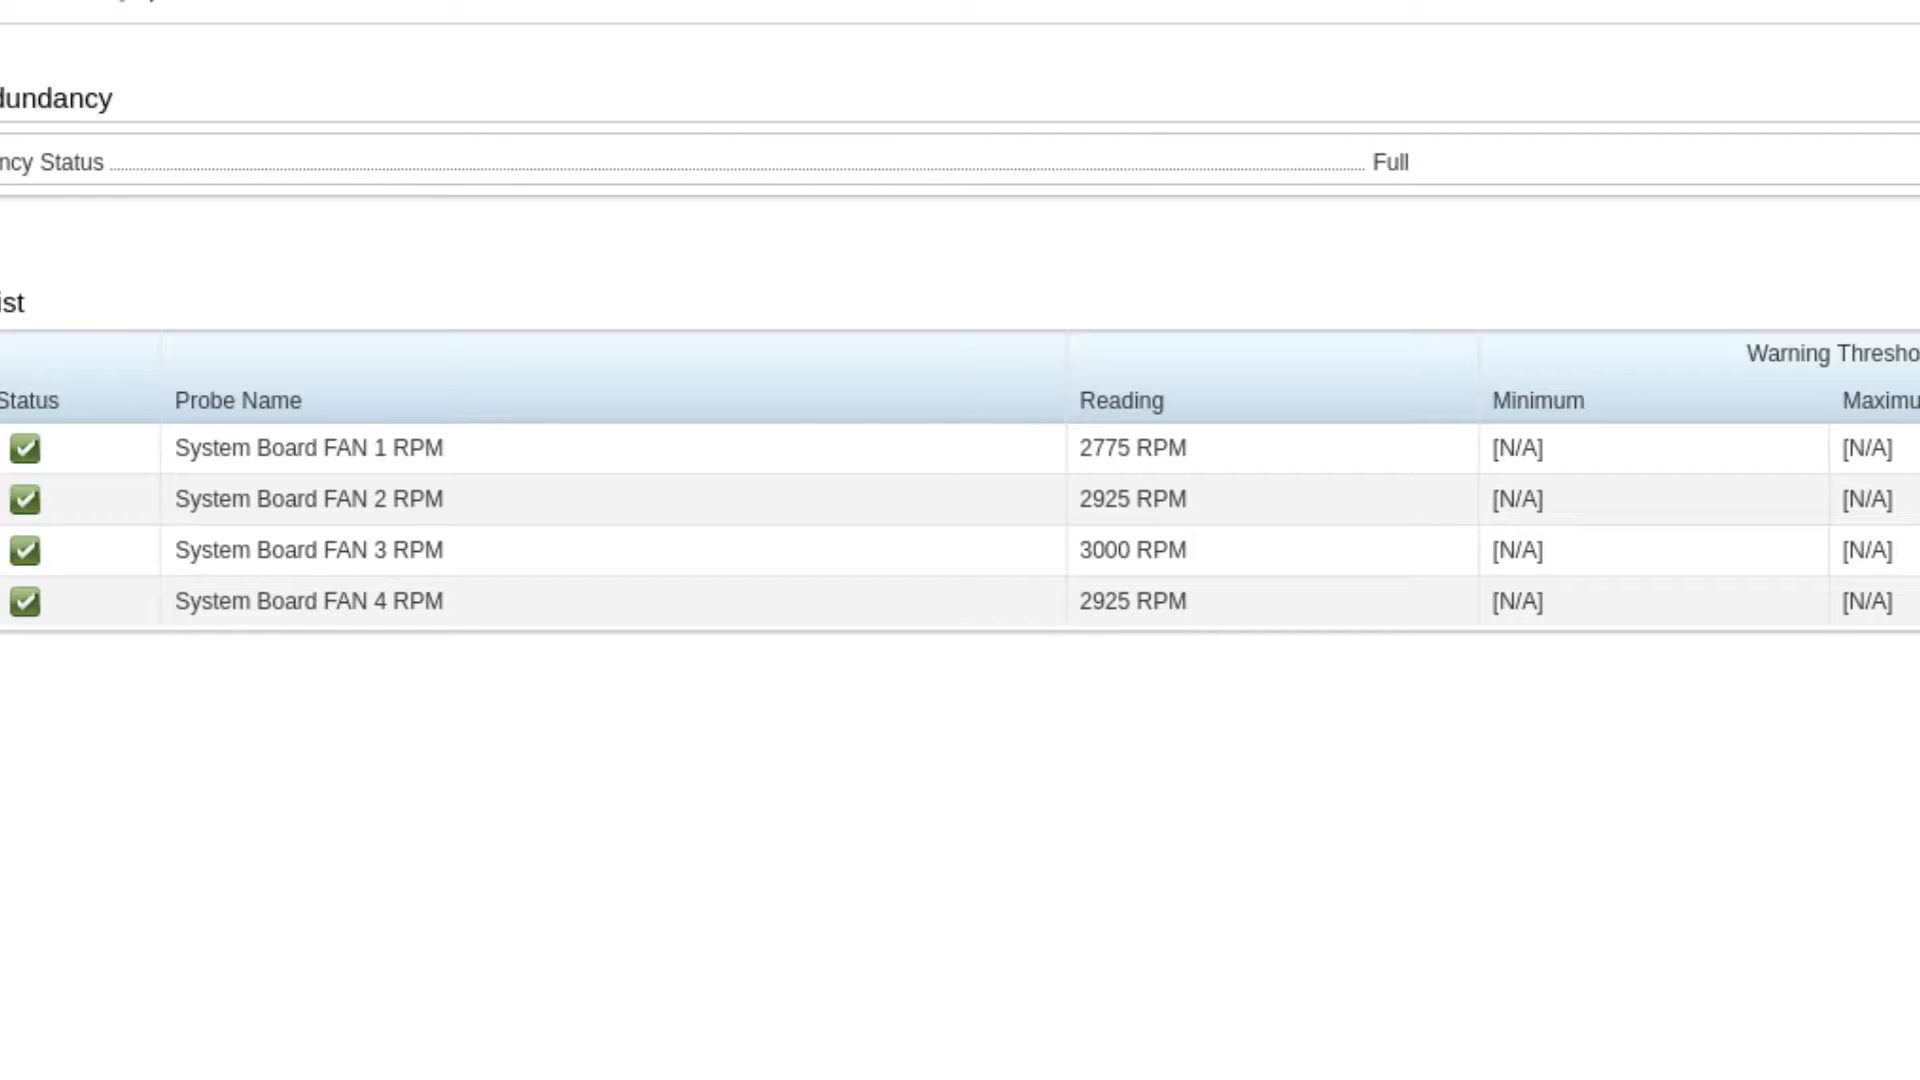 dundancy
ncy Status Full
ist
Warning Thresho
Status Probe Name Reading Minimum Maximu
System Board FAN 1 RPM 2775 RPM [N/A] [N/A]
System Board FAN 2 RPM 2925 RPM [N/A] [N/A]
System Board FAN 3 RPM 3000 RPM [N/A] [N/A]
System Board FAN 4 RPM 2925 RPM [N/A] [N/A]